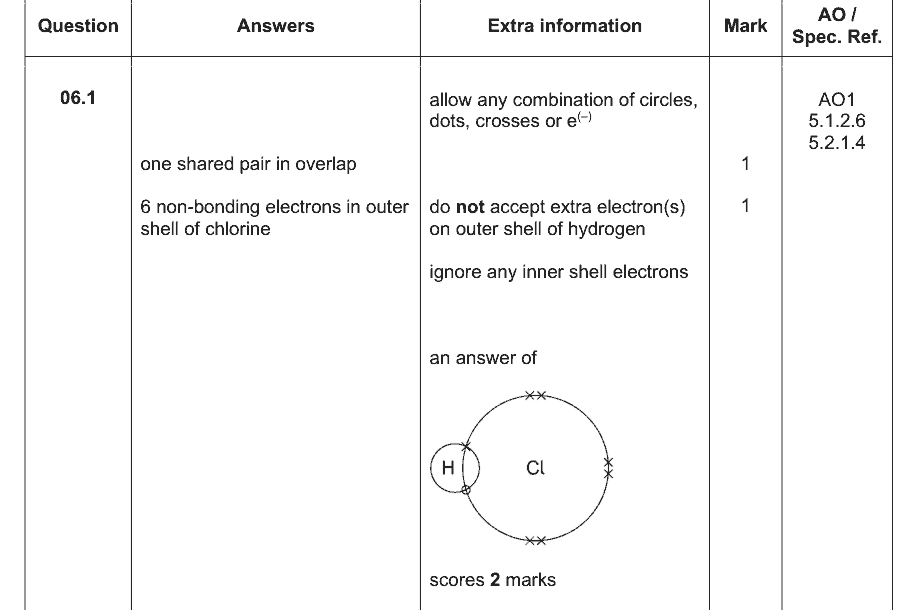 Question Answers Extra information Mark AO /
Spec. Ref.
06.1 allow any combination of circles, AO1
dots, crosses or e(–) 5.1.2.6
5.2.1.4
one shared pair in overlap 1
6 non-bonding electrons in outer do not accept extra electron(s) 1
shell of chlorine on outer shell of hydrogen
ignore any inner shell electrons
an answer of
H Cl
scores 2 marks